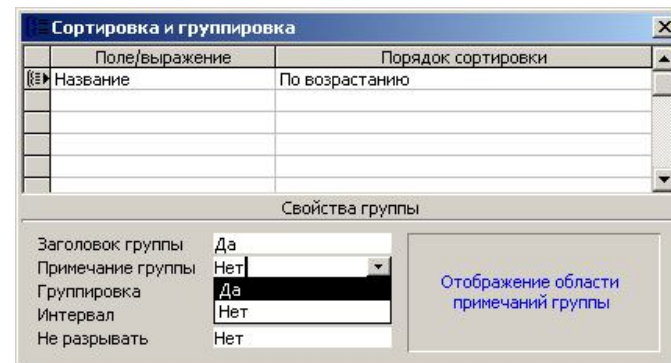 Сортировка и группировка
Поле/выражение Порядок сортировки
Название По возрастанию
Свойства группы
Заголовок группы Да
Примечание группы Нет
Группировка Да
Интервал Нет
Не разрывать Нет
Отображение области
примечаний группы